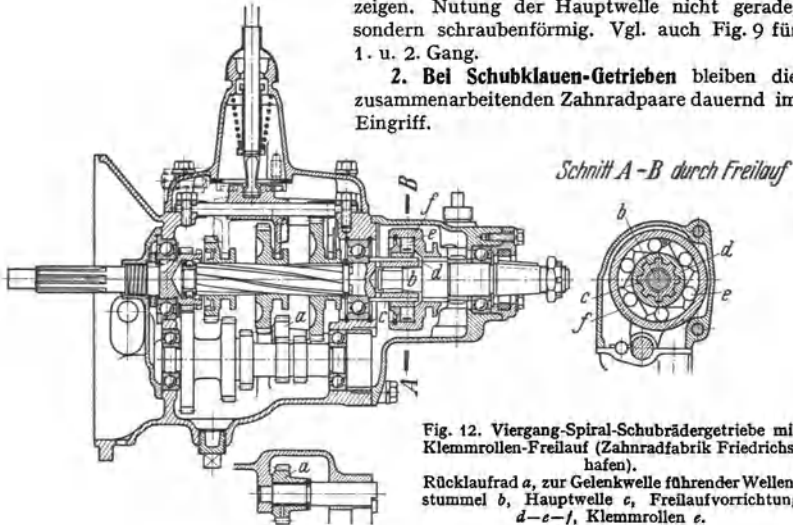 zeigen. Nutung der Hauptwelle nicht gerade
sondern schraubenförmig. Vgl. auch Fig. 9 für
1. u. 2. Gang.
2. Bei Schubklauen-Getrieben bleiben die
zusammenarbeitenden Zahnradpaare dauernd im
Eingriff.
Schnitt A-B durch Freilauf
B
f
e
d
b
c
a
A
b
d
c
e
f
a
Fig. 12. Viergang-Spiral-Schubrädergetriebe mi
Klemmrollen-Freilauf (Zahnradfabrik Friedrichs
hafen).
Rücklaufrad a, zur Gelenkwelle führender Wellen
stummel b, Hauptwelle c, Freilaufvorrichtung
d—e—f, Klemmrollen e.